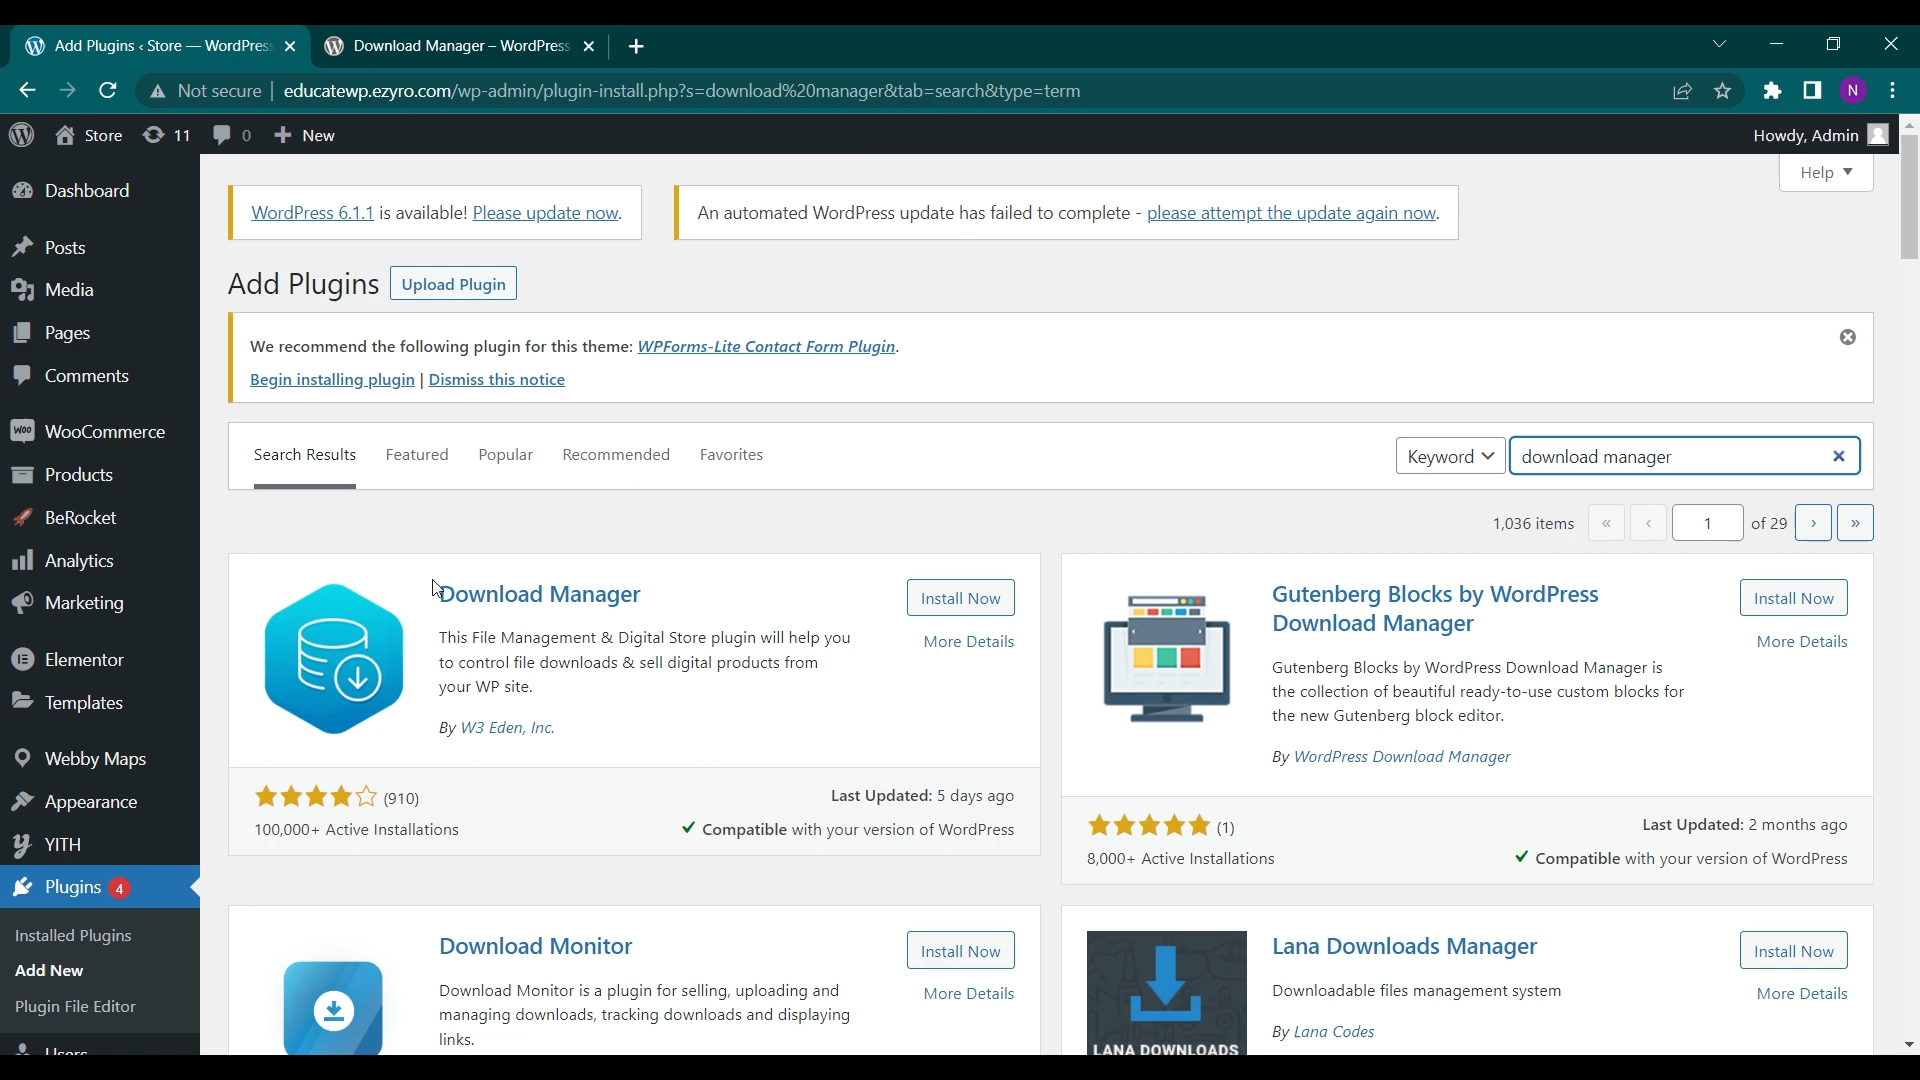 Add Plugins ‹ Store — WordPress
Download Manager – WordPress
Not secure
educatewp.ezyro.com/wp-admin/plugin-install.php?s=download%20manager&tab=search&type=term
N
Store
11
0
New
Howdy, Admin
Help
Dashboard
Posts
Media
Pages
Comments
WooCommerce
Products
BeRocket
Analytics
Marketing
Elementor
Templates
Webby Maps
Appearance
YITH
Plugins 4
Installed Plugins
Add New
Plugin File Editor
Users
WordPress 6.1.1 is available! Please update now.
An automated WordPress update has failed to complete - please attempt the update again now.
Add Plugins
Upload Plugin
We recommend the following plugin for this theme: WPForms-Lite Contact Form Plugin.
Begin installing plugin | Dismiss this notice
Search Results
Featured
Popular
Recommended
Favorites
Keyword
download manager
1,036 items
«
‹
1
of 29
›
»
Download Manager
Install Now
More Details
This File Management & Digital Store plugin will help you
to control file downloads & sell digital products from
your WP site.
By W3 Eden, Inc.
(910)
100,000+ Active Installations
Last Updated: 5 days ago
Compatible with your version of WordPress
Gutenberg Blocks by WordPress
Download Manager
Install Now
More Details
Gutenberg Blocks by WordPress Download Manager is
the collection of beautiful ready-to-use custom blocks for
the new Gutenberg block editor.
By WordPress Download Manager
(1)
8,000+ Active Installations
Last Updated: 2 months ago
Compatible with your version of WordPress
Download Monitor
Install Now
More Details
Download Monitor is a plugin for selling, uploading and
managing downloads, tracking downloads and displaying
links.
LANA DOWNLOADS
Lana Downloads Manager
Install Now
More Details
Downloadable files management system
By Lana Codes